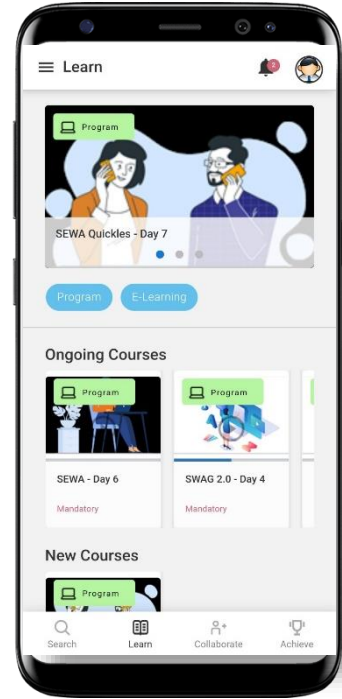 Learn
2
Program
SEWA Quickles - Day 7
Program
E-Learning
Ongoing Courses
Program
Program
SEWA - Day 6
SWAG 2.0 - Day 4
Mandatory
Mandatory
New Courses
Program
Search
Learn
Collaborate
Achieve